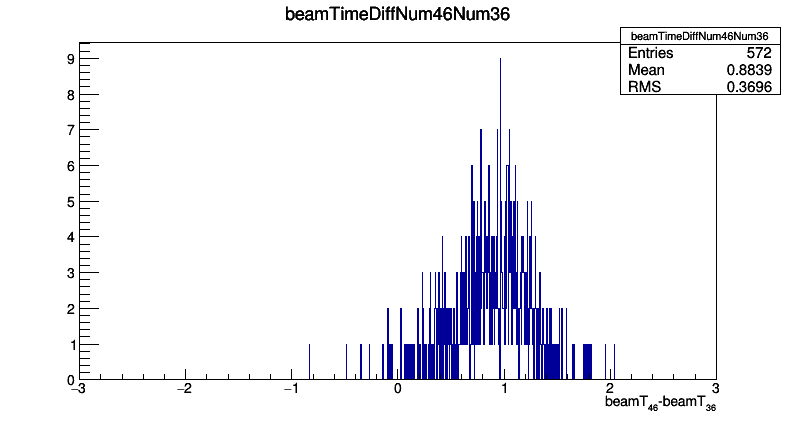 beamTimeDiffNum46Num36
beamTimeDiffNum46Num36
Entries 572
Mean 0.8839
RMS 0.3696
9
8
7
6
5
4
3
2
1
0
−3 −2 −1 0 1 2 3
beamT46-beamT36